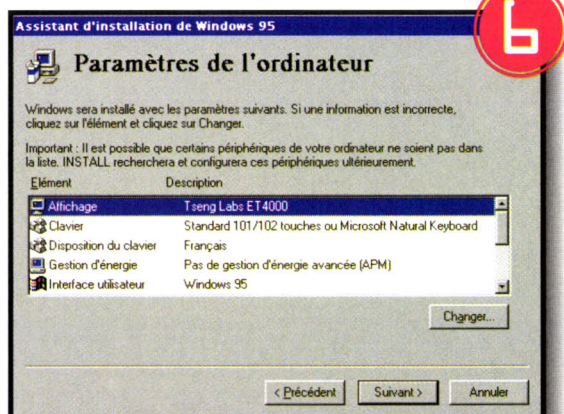 Assistant d'installation de Windows 95
6
Paramètres de l'ordinateur
Windows sera installé avec les paramètres suivants. Si une information est incorrecte,
cliquez sur l'élément et cliquez sur Changer.
Important : Il est possible que certains périphériques de votre ordinateur ne soient pas dans
la liste. INSTALL recherchera et configurera ces périphériques ultérieurement.
Elément Description
Affichage Tseng Labs ET4000
Clavier Standard 101/102 touches ou Microsoft Natural Keyboard
Disposition du clavier Français
Gestion d'énergie Pas de gestion d'énergie avancée (APM)
Interface utilisateur Windows 95
Changer...
< Précédent Suivant > Annuler